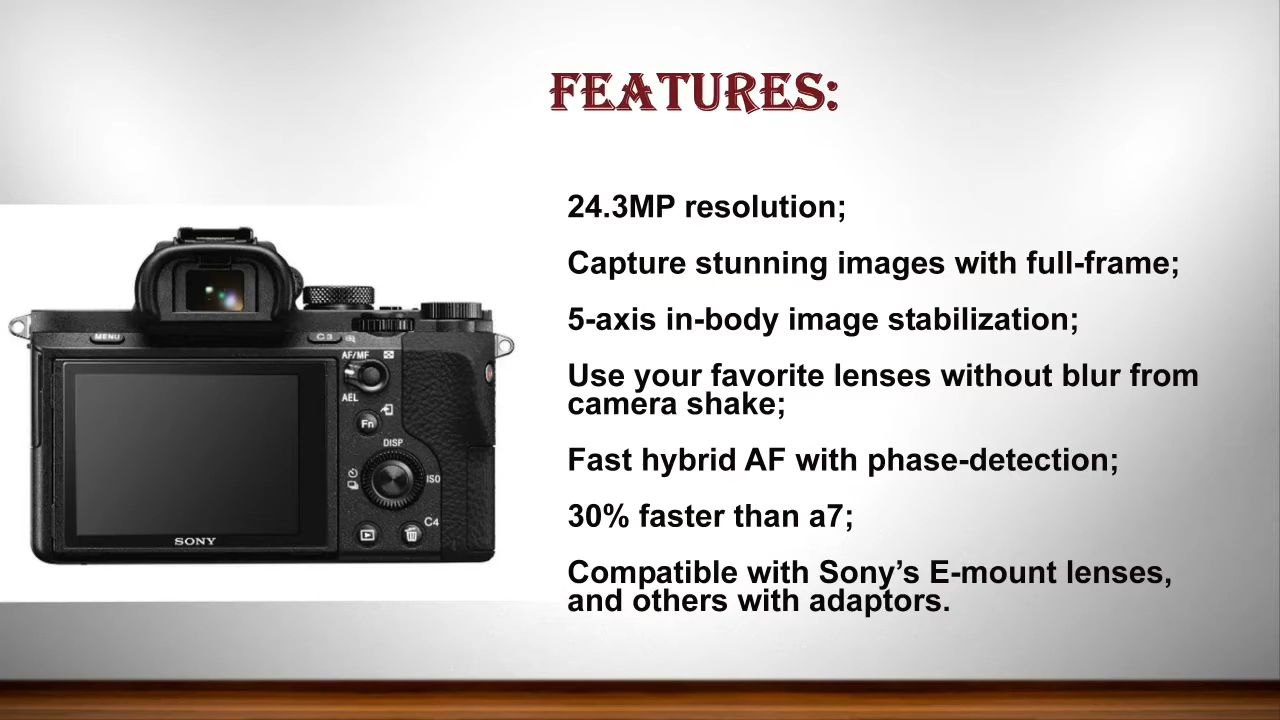 FEATURES:
24.3MP resolution;
Capture stunning images with full-frame;
5-axis in-body image stabilization;
Use your favorite lenses without blur from
camera shake;
Fast hybrid AF with phase-detection;
30% faster than a7;
Compatible with Sony’s E-mount lenses,
and others with adaptors.
MENU
C3
AF/MF
AEL
Fn
DISP
ISO
C4
SONY